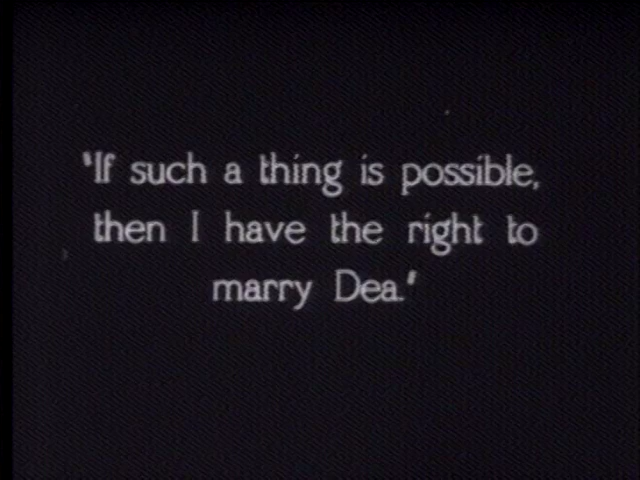 "If such a thing is possible,
then I have the right to
marry Dea."